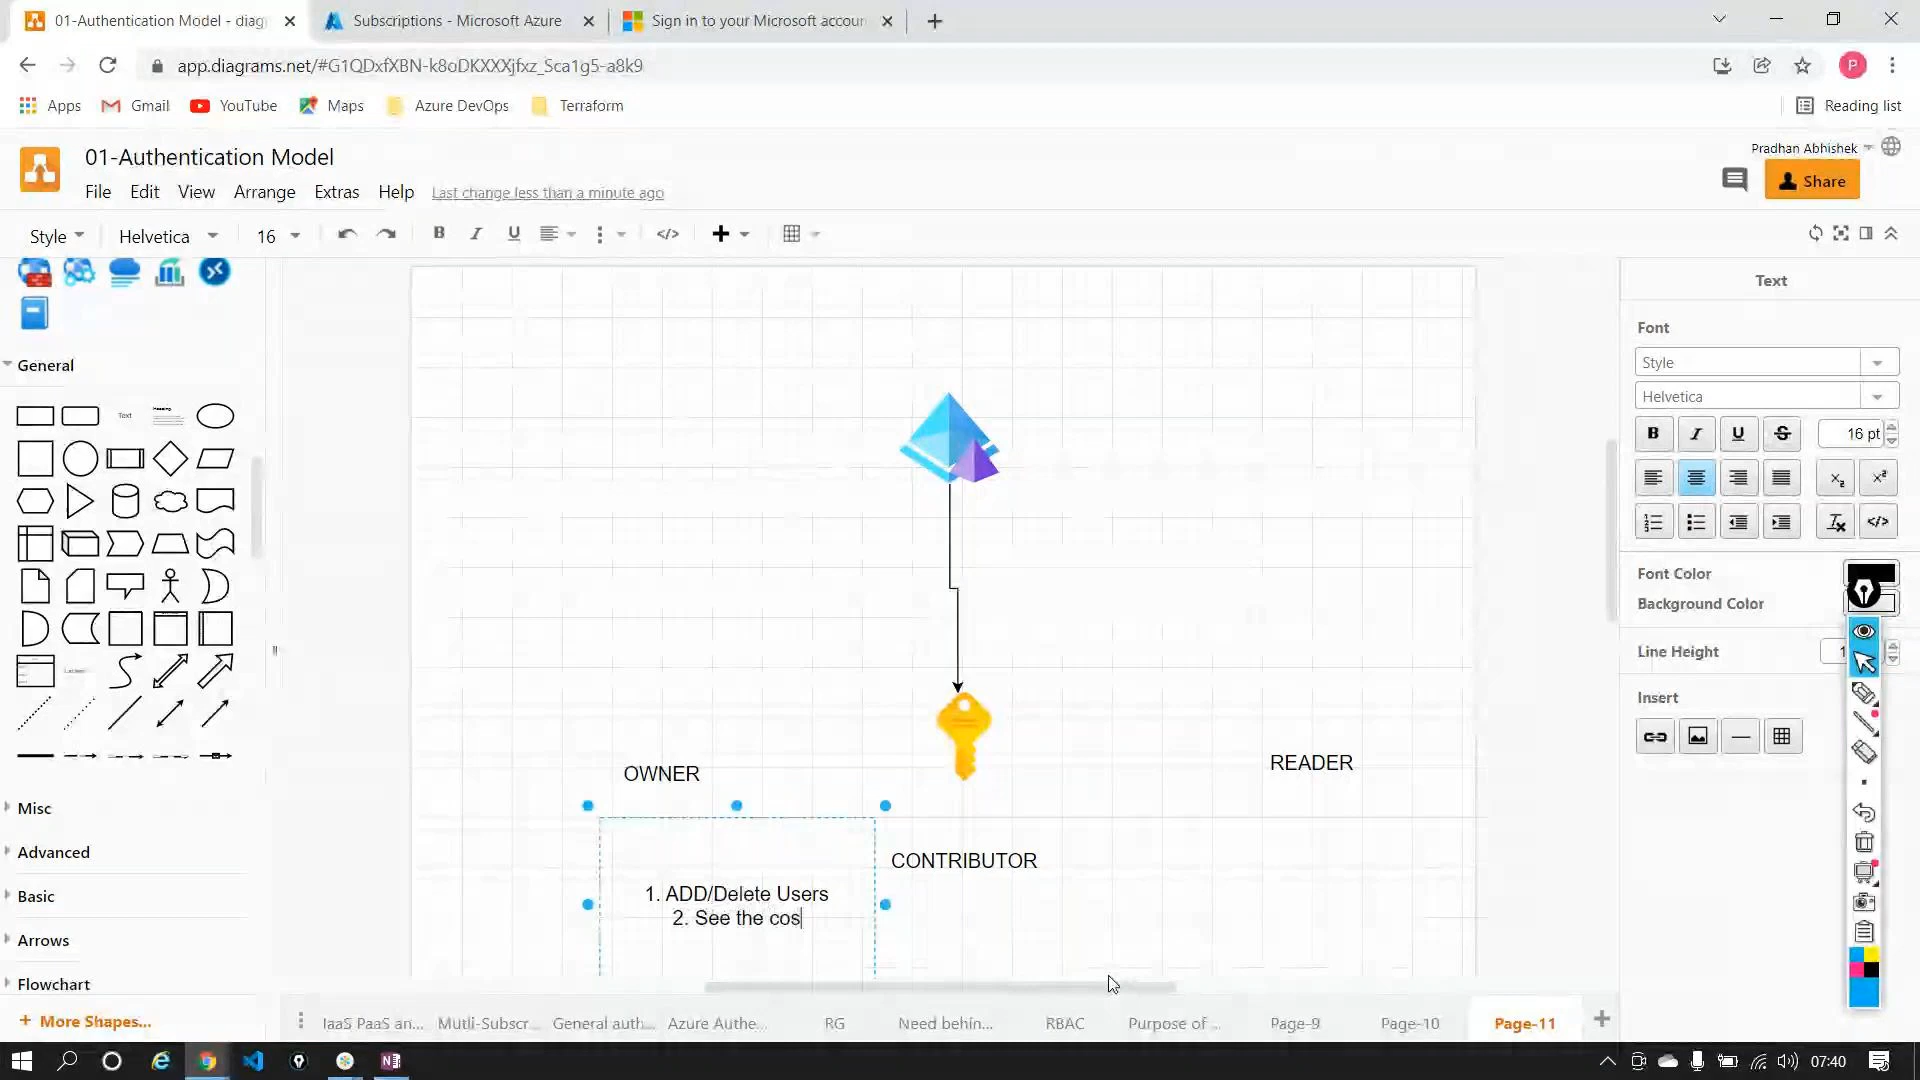 01-Authentication Model - diag
Subscriptions - Microsoft Azure
Sign in to your Microsoft accoun
app.diagrams.net/#G1QDxfXBN-k8oDKXXXjfxz_Sca1g5-a8k9
P
Apps
Gmail
YouTube
Maps
Azure DevOps
Terraform
Reading list
01-Authentication Model
Pradhan Abhishek
File
Edit
View
Arrange
Extras
Help
Last change less than a minute ago
Share
Style
Helvetica
16
B
I
U
Text
General
Text
Heading
Font
Style
Helvetica
B
I
U
S
16 pt
Font Color
Background Color
Line Height
1
Insert
OWNER
READER
CONTRIBUTOR
1. ADD/Delete Users
2. See the cos
Misc
Advanced
Basic
Arrows
Flowchart
+ More Shapes...
IaaS PaaS an...
Mutli-Subscr...
General auth...
Azure Authe...
RG
Need behin...
RBAC
Purpose of ...
Page-9
Page-10
Page-11
07:40